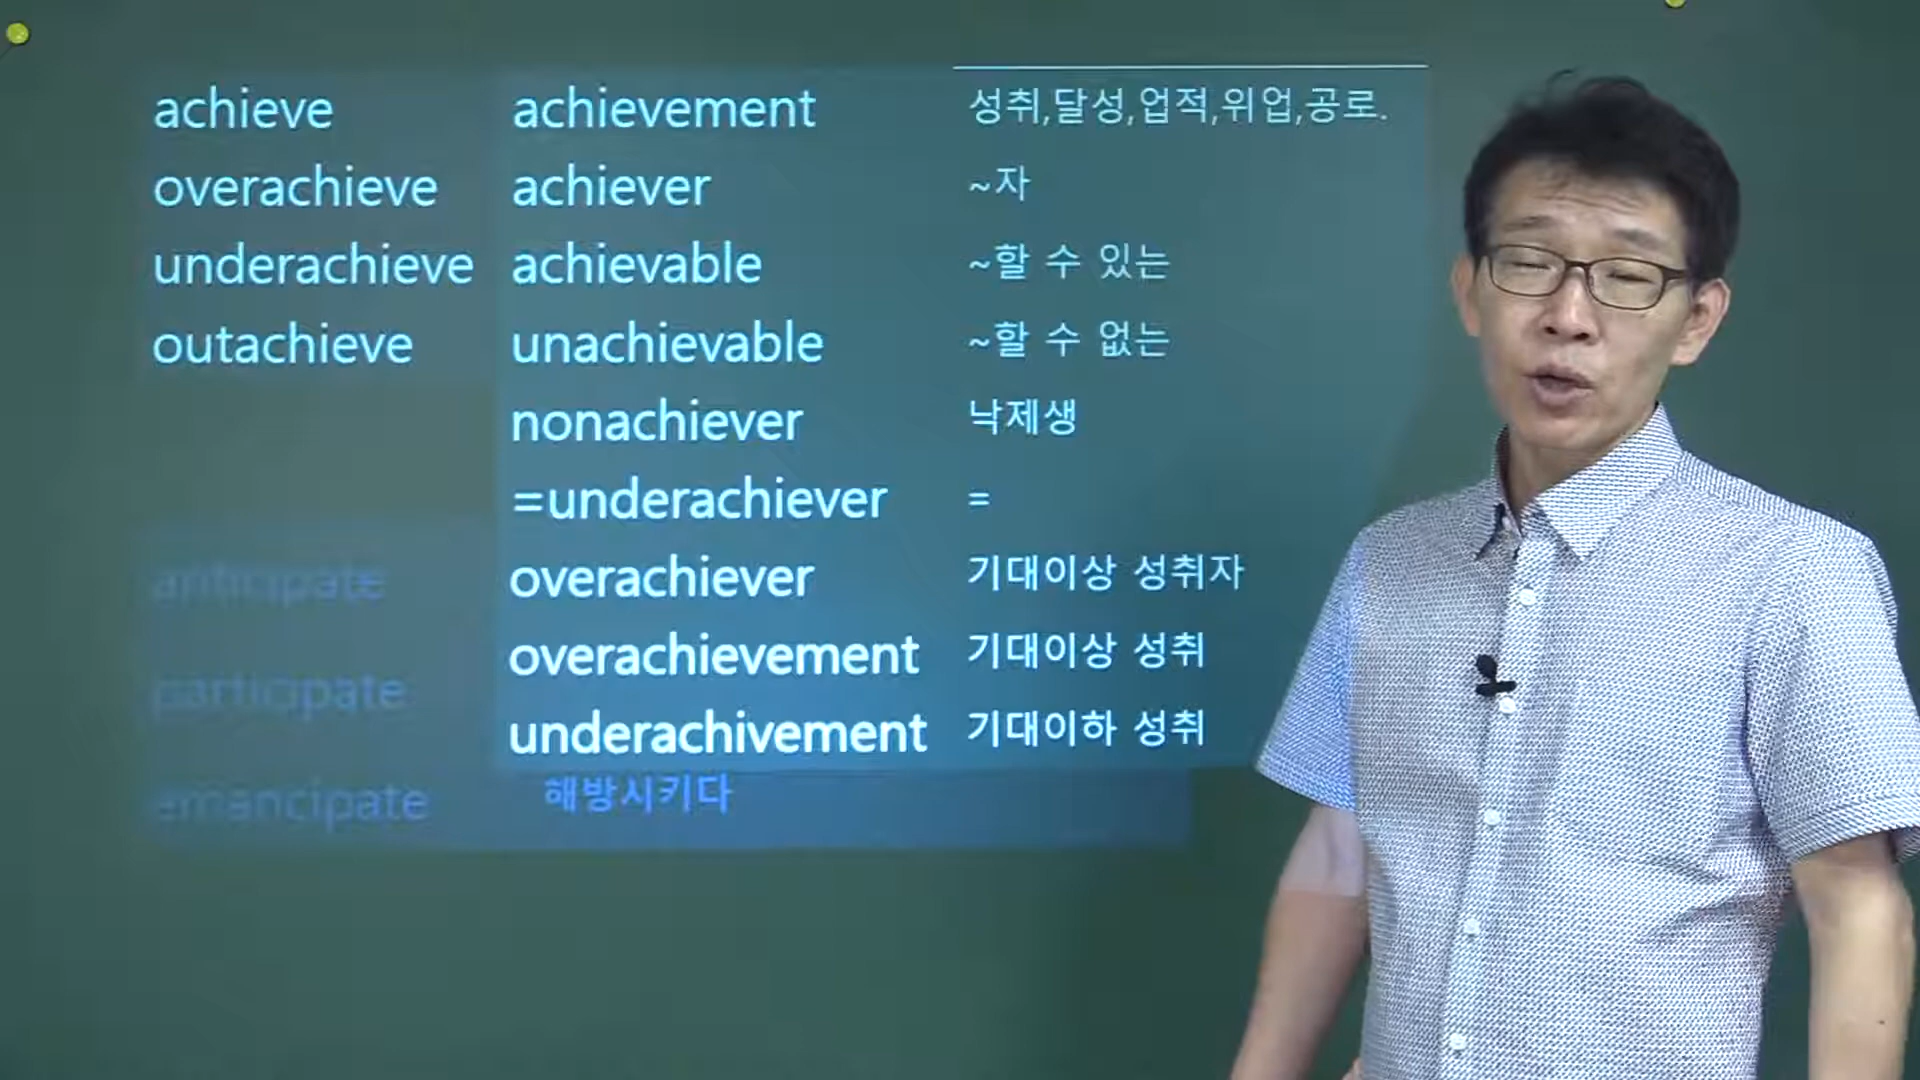 achieve achievement 성취,달성,업적,위업,공로.
overachieve achiever ~자
underachieve achievable ~할 수 있는
outachieve unachievable ~할 수 없는
nonachiever 낙제생
=underachiever =
anticipate overachiever 기대이상 성취자
overachievement 기대이상 성취
participate
underachivement 기대이하 성취
emancipate 해방시키다